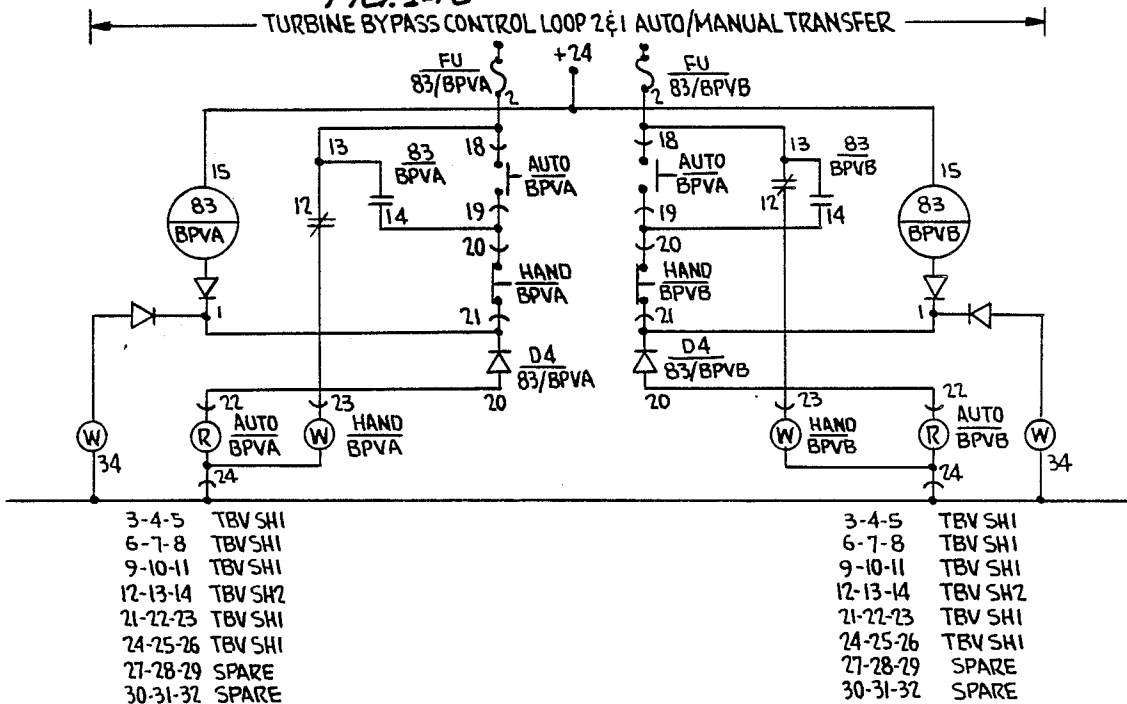 TURBINE BYPASS CONTROL LOOP 2&1 AUTO/MANUAL TRANSFER
FU
83/BPVA
2
+24
2
FU
83/BPVB
15
83
BPVA
13
12
83
BPVA
14
18
AUTO
BPVA
19
20
HAND
BPVA
21
D4
83/BPVA
20
1
22
AUTO
BPVA
R
24
23
HAND
BPVA
W
W
34
18
AUTO
BPVA
19
20
HAND
BPVB
21
D4
83/BPVB
20
13
12
83
BPVB
14
15
83
BPVB
1
23
W
HAND
BPVB
22
AUTO
BPVB
R
24
W
34
3-4-5 TBV SH1
6-7-8 TBV SH1
9-10-11 TBV SH1
12-13-14 TBV SH2
21-22-23 TBV SH1
24-25-26 TBV SH1
27-28-29 SPARE
30-31-32 SPARE
3-4-5 TBV SH1
6-7-8 TBV SH1
9-10-11 TBV SH1
12-13-14 TBV SH2
21-22-23 TBV SH1
24-25-26 TBV SH1
27-28-29 SPARE
30-31-32 SPARE